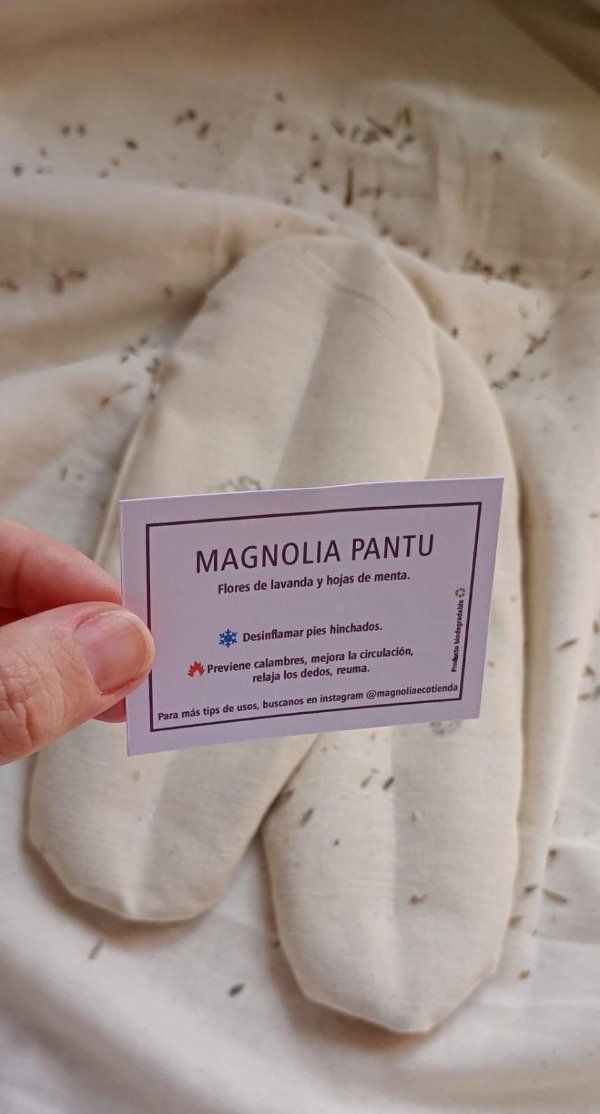 MAGNOLIA PANTU
Flores de lavanda y hojas de menta.
Desinflamar pies hinchados.
Previene calambres, mejora la circulación,
relaja los dedos, reuma.
Para más tips de usos, buscanos en instagram @magnoliaecotienda
Producto biodegradable